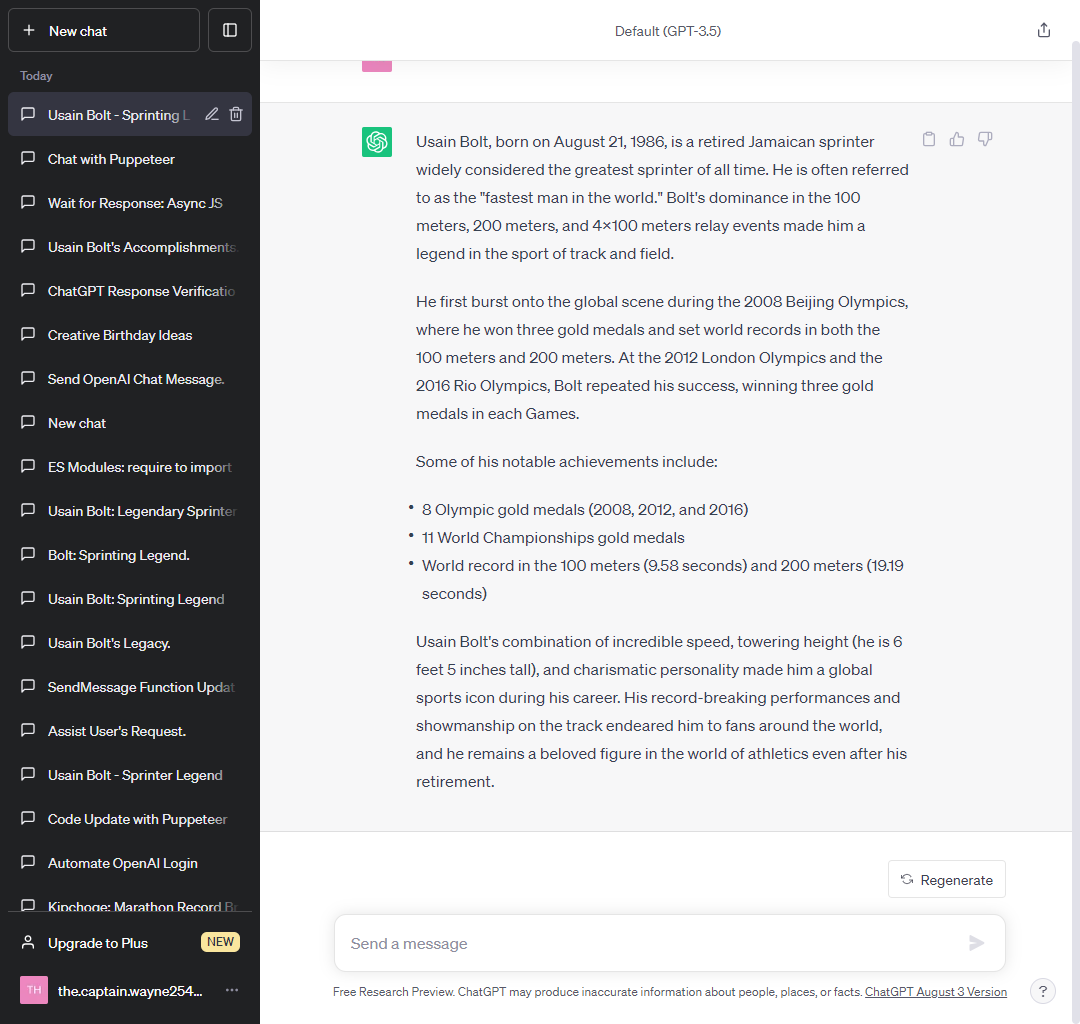 New chat
Today
Usain Bolt - Sprinting L
Chat with Puppeteer
Wait for Response: Async JS
Usain Bolt's Accomplishments
ChatGPT Response Verificatio
Creative Birthday Ideas
Send OpenAI Chat Message.
New chat
ES Modules: require to import
Usain Bolt: Legendary Sprinter
Bolt: Sprinting Legend.
Usain Bolt: Sprinting Legend
Usain Bolt's Legacy.
SendMessage Function Updat
Assist User's Request.
Usain Bolt - Sprinter Legend
Code Update with Puppeteer
Automate OpenAI Login
Kipchoge: Marathon Record Br
Upgrade to Plus
NEW
TH
the.captain.wayne254...
Default (GPT-3.5)
Usain Bolt, born on August 21, 1986, is a retired Jamaican sprinter
widely considered the greatest sprinter of all time. He is often referred
to as the "fastest man in the world." Bolt's dominance in the 100
meters, 200 meters, and 4×100 meters relay events made him a
legend in the sport of track and field.
He first burst onto the global scene during the 2008 Beijing Olympics,
where he won three gold medals and set world records in both the
100 meters and 200 meters. At the 2012 London Olympics and the
2016 Rio Olympics, Bolt repeated his success, winning three gold
medals in each Games.
Some of his notable achievements include:
• 8 Olympic gold medals (2008, 2012, and 2016)
• 11 World Championships gold medals
• World record in the 100 meters (9.58 seconds) and 200 meters (19.19
seconds)
Usain Bolt's combination of incredible speed, towering height (he is 6
feet 5 inches tall), and charismatic personality made him a global
sports icon during his career. His record-breaking performances and
showmanship on the track endeared him to fans around the world,
and he remains a beloved figure in the world of athletics even after his
retirement.
Regenerate
Send a message
Free Research Preview. ChatGPT may produce inaccurate information about people, places, or facts. ChatGPT August 3 Version
?